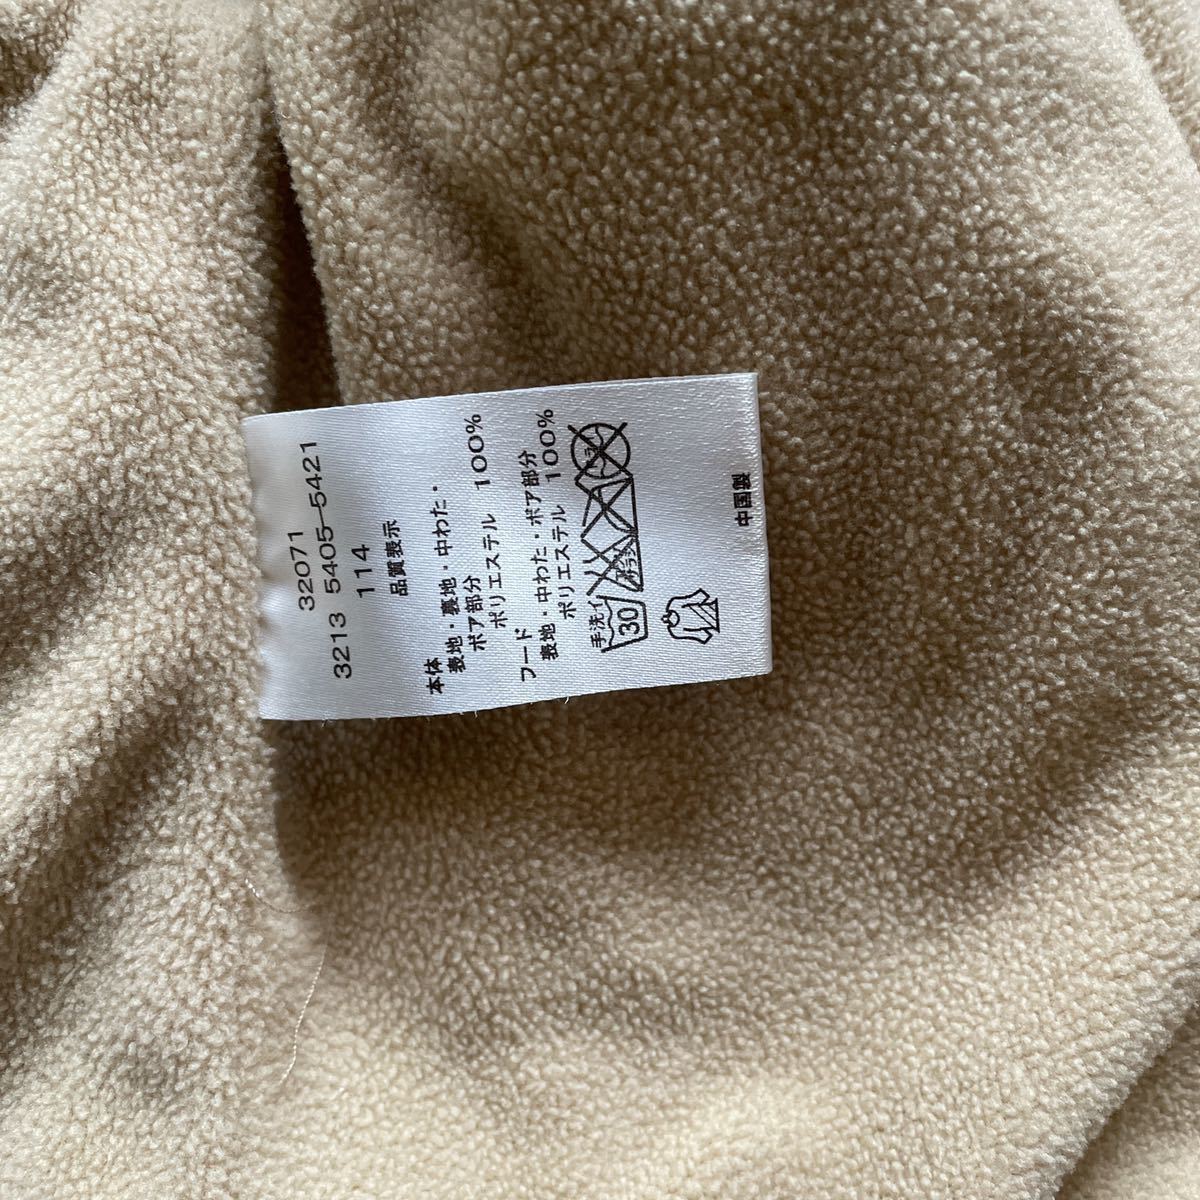 32071
3213 5405-5421
114
品質表示
本体
表地・裏地・中わた・
ボア部分
ポリエステル 100%
フード
表地・中わた・ボア部分
ポリエステル 100%
手洗イ
30
中国製